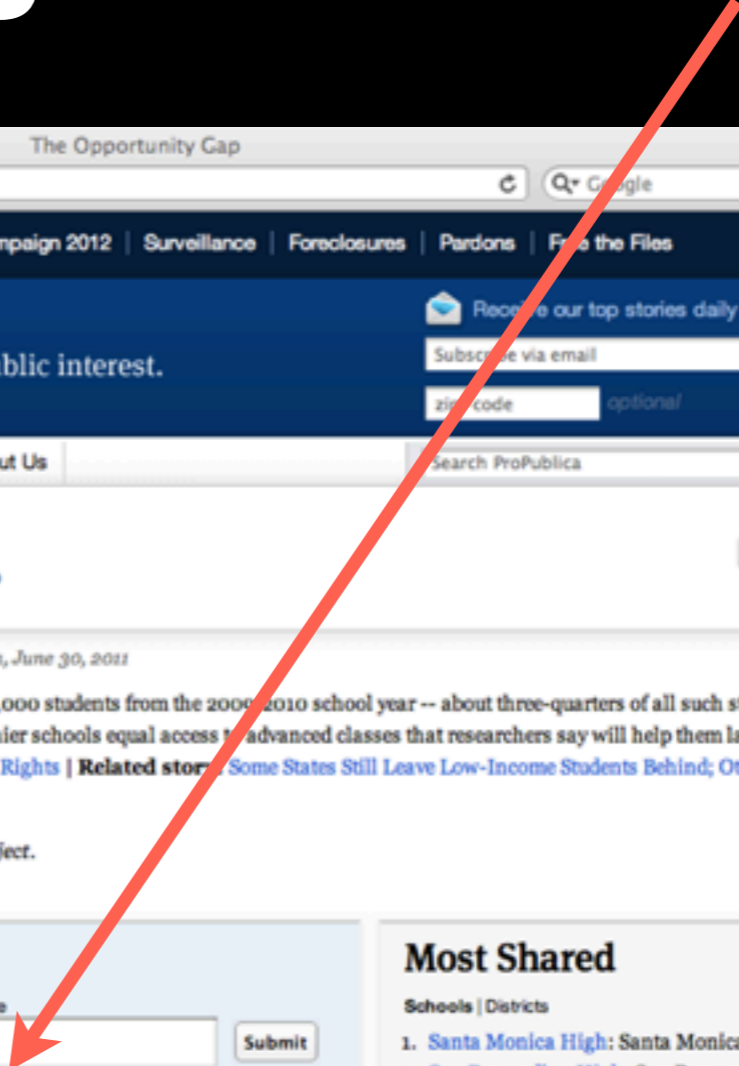 The Opportunity Gap
Google
mpaign 2012 | Surveillance | Foreclosures | Pardons | Free the Files
Receive our top stories daily
blic interest.
Subscribe via email
zip code optional
ut Us
Search ProPublica
, June 30, 2011
,000 students from the 2009-2010 school year -- about three-quarters of all such s
ier schools equal access to advanced classes that researchers say will help them la
Rights | Related story: Some States Still Leave Low-Income Students Behind; Ot
ject.
Most Shared
e
Schools | Districts
Submit
1. Santa Monica High: Santa Monica